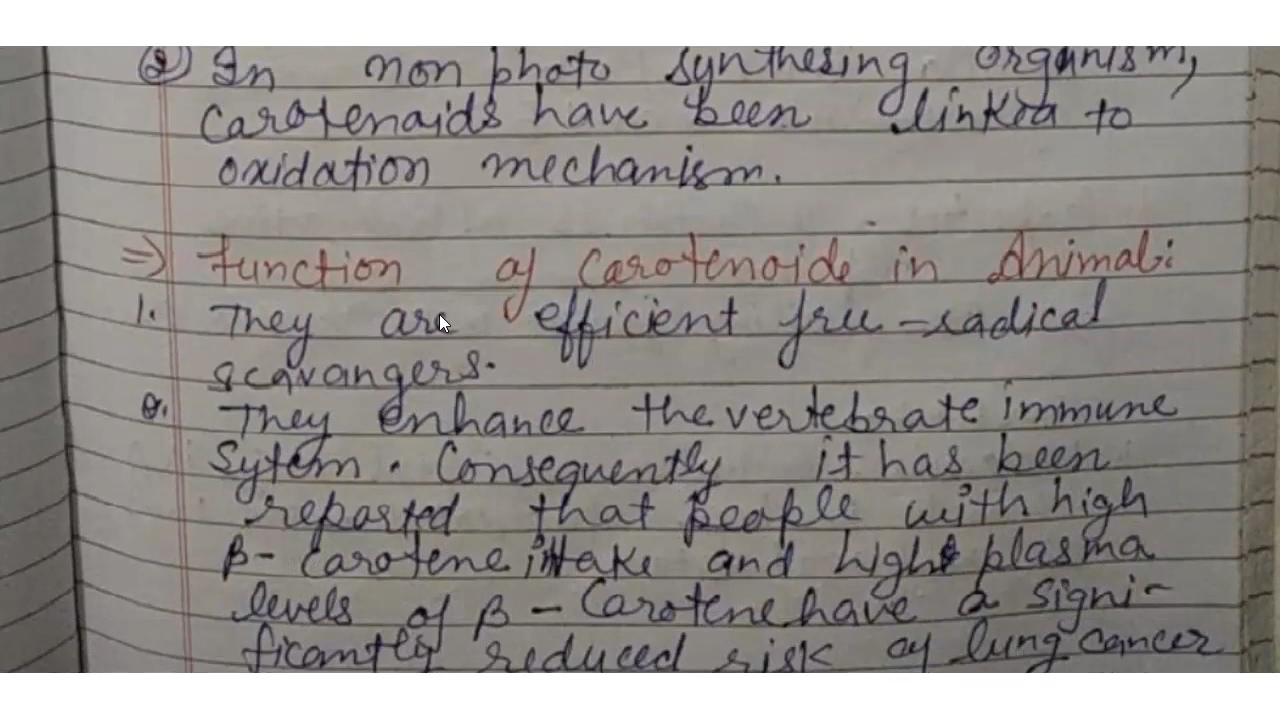 ② In non photo synthesing organism,
Carotenoids have been linked to
oxidation mechanism.
⇒ function of Carotenoids in Animal:
1. They are efficient free-radical
scavangers.
2. They enhance the vertebrate immune
Sytem. Consequently it has been
reported that people with high
β-Carotene intake and high plasma
levels of β-Carotene have a signi-
ficantly reduced risk of lung cancer